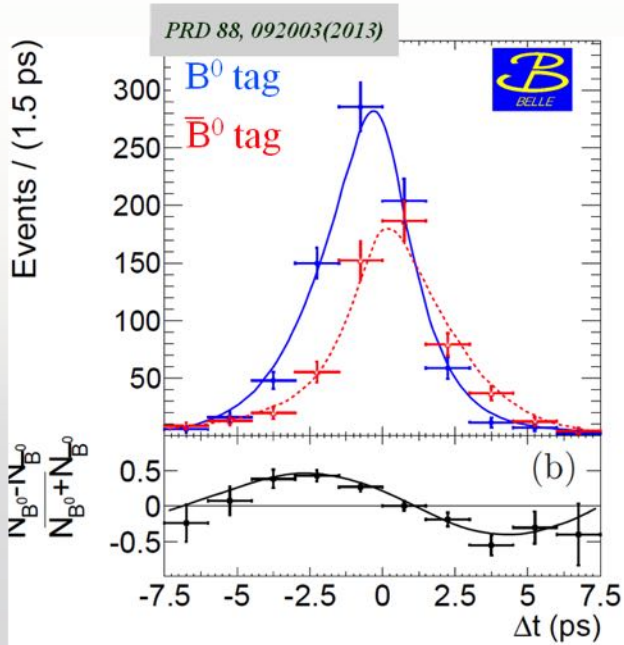 PRD 88, 092003(2013)
B⁰ tag
B̅⁰ tag
BELLE
Events / (1.5 ps)
300
250
200
150
100
50
(b)
N_B⁰-N_B̅⁰
N_B⁰+N_B̅⁰
0.5
0
-0.5
-7.5 -5 -2.5 0 2.5 5 7.5
Δt (ps)